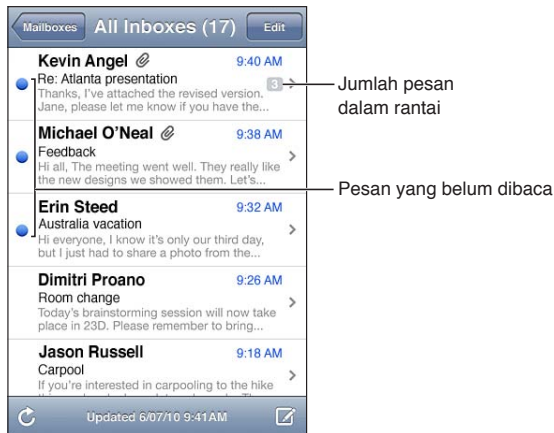 Mailboxes
All Inboxes (17)
Edit
Kevin Angel
9:40 AM
Re: Atlanta presentation
3
Thanks, I've attached the revised version.
Jane, please let me know if you have the...
Michael O'Neal
9:38 AM
Feedback
Hi all, The meeting went well. They really like
the new designs we showed them. Let's...
Erin Steed
9:32 AM
Australia vacation
Hi everyone, I know it's only our third day,
but I just had to share a photo from the...
Dimitri Proano
9:26 AM
Room change
Today's brainstorming session will now take
place in 23D. Please remember to bring...
Jason Russell
9:18 AM
Carpool
If you're interested in carpooling to the hike
Updated 6/07/10 9:41AM
Jumlah pesan
dalam rantai
Pesan yang belum dibaca